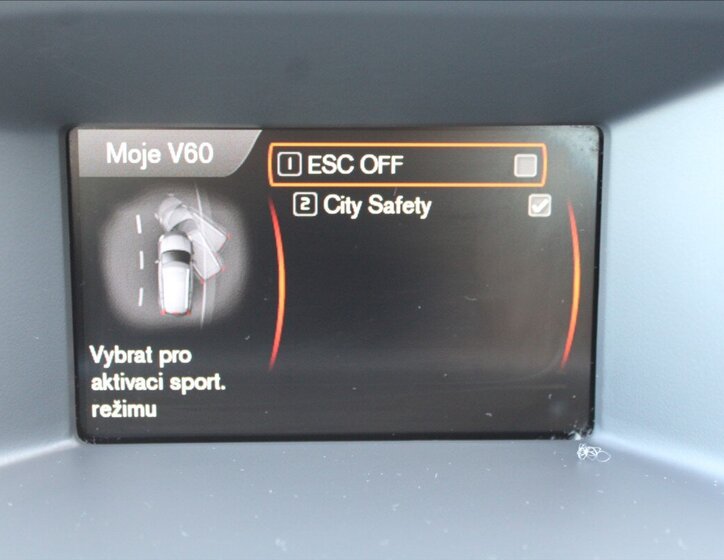 Moje V60
1 ESC OFF
2 City Safety
Vybrat pro
aktivaci sport.
režimu